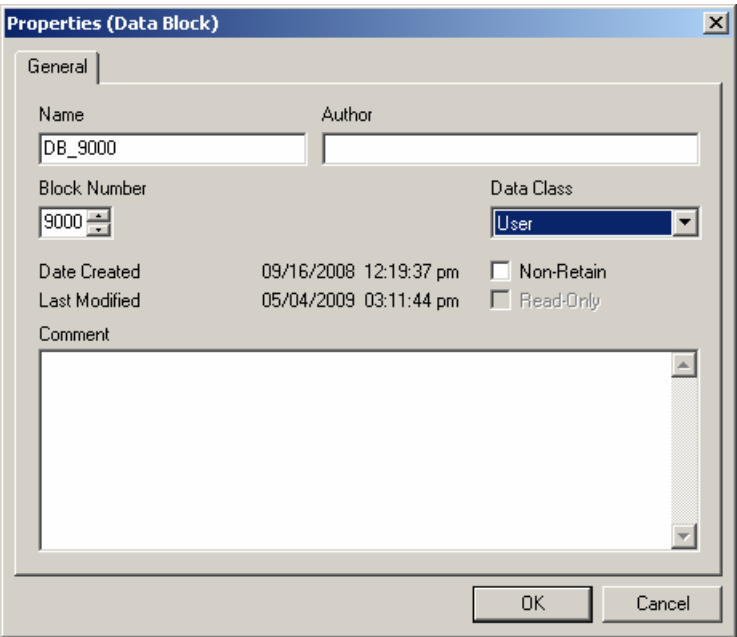 Properties (Data Block)
General
Name Author
DB_9000
Block Number Data Class
9000 User
Date Created 09/16/2008 12:19:37 pm Non-Retain
Last Modified 05/04/2009 03:11:44 pm Read-Only
Comment
OK Cancel